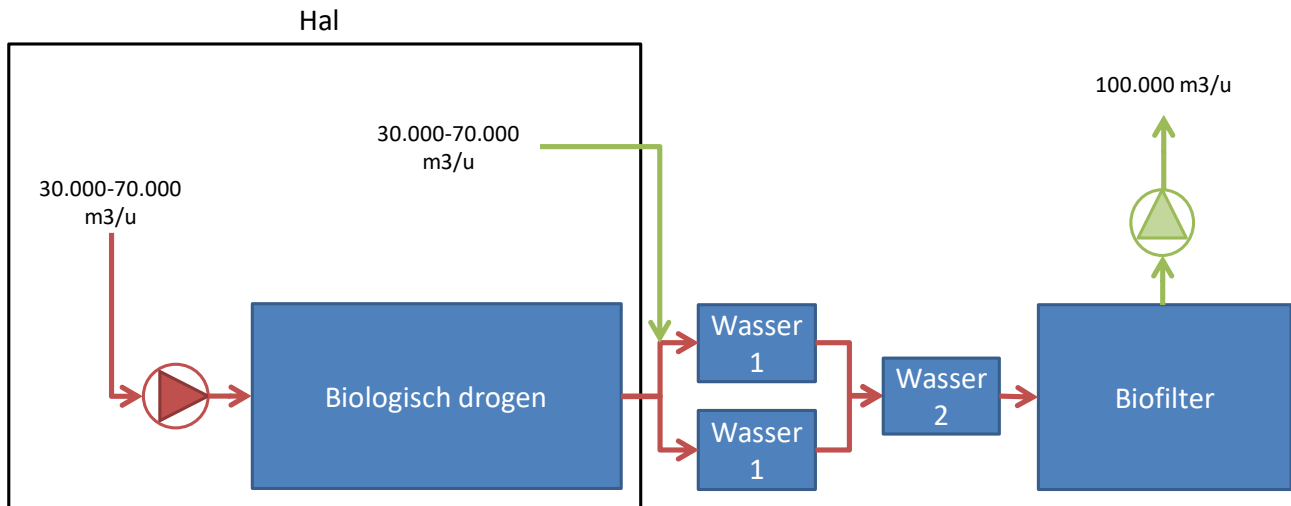 Hal
100.000 m3/u
30.000-70.000
m3/u
30.000-70.000
m3/u
Biologisch drogen
Wasser
1
Wasser
1
Wasser
2
Biofilter